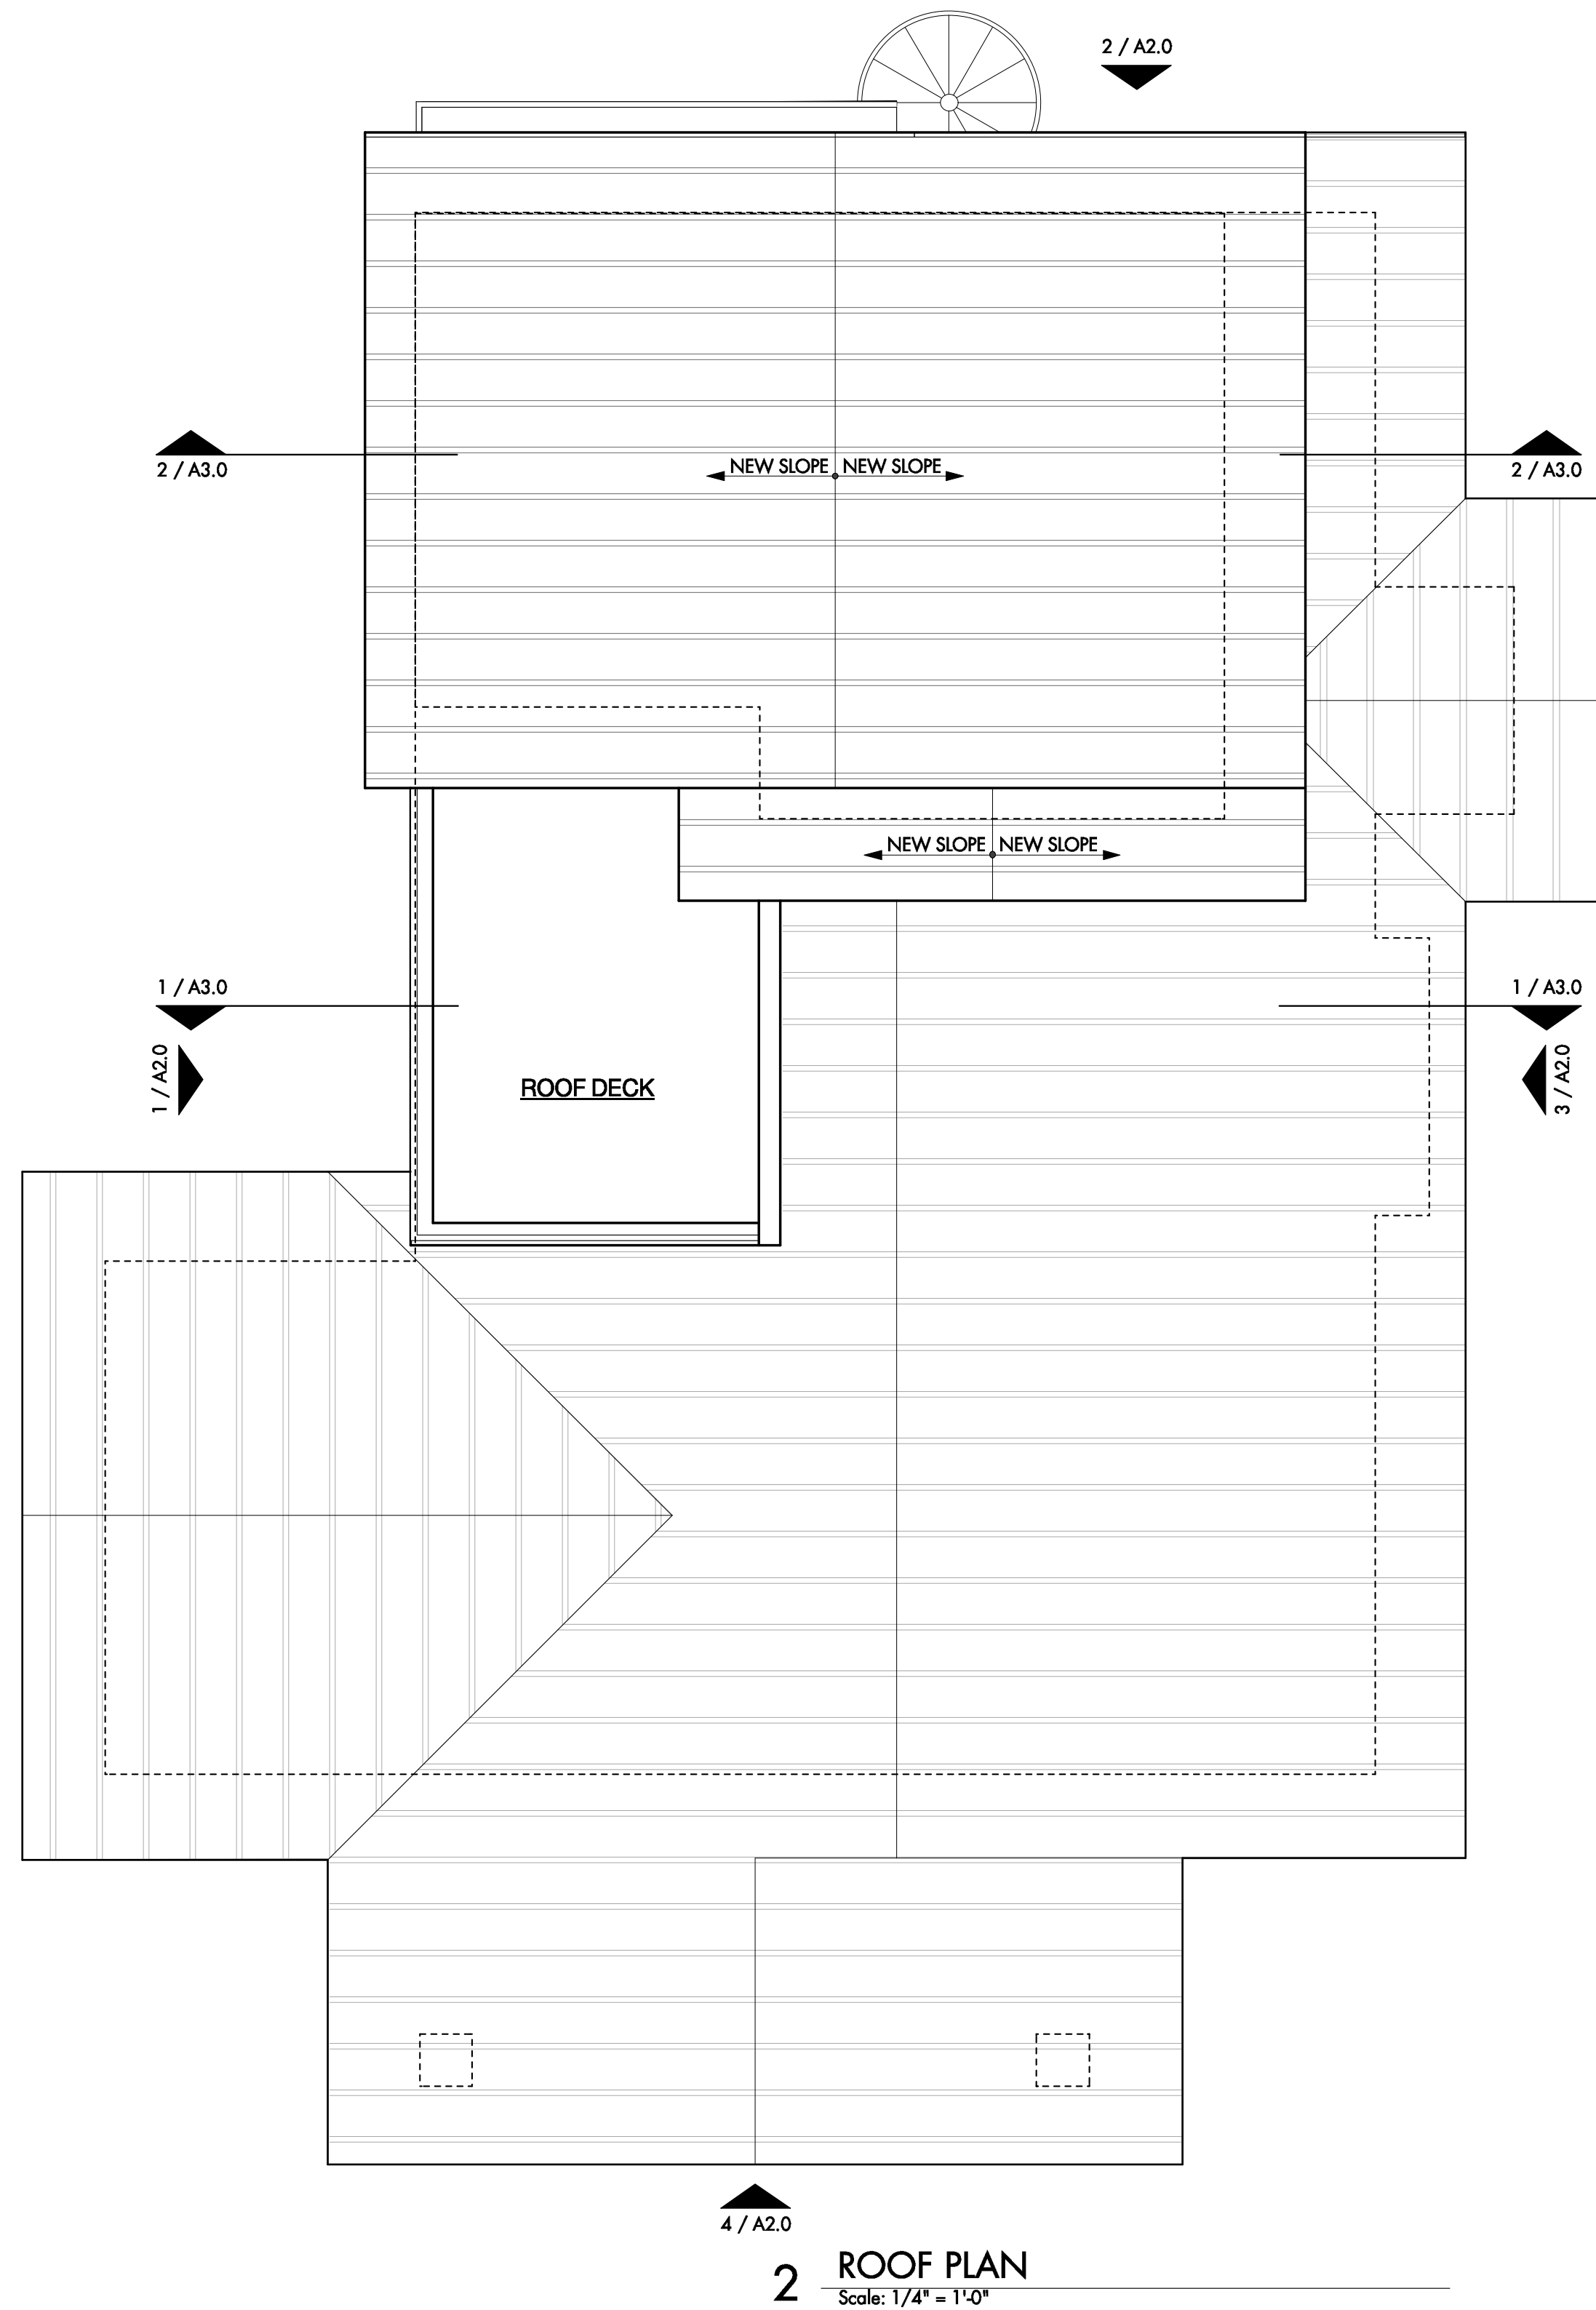 2 / A2.0
2 / A3.0
2 / A3.0
NEW SLOPE NEW SLOPE
NEW SLOPE NEW SLOPE
1 / A3.0
1 / A3.0
1 / A2.0
3 / A2.0
ROOF DECK
4 / A2.0
2 ROOF PLAN
Scale: 1/4" = 1'-0"